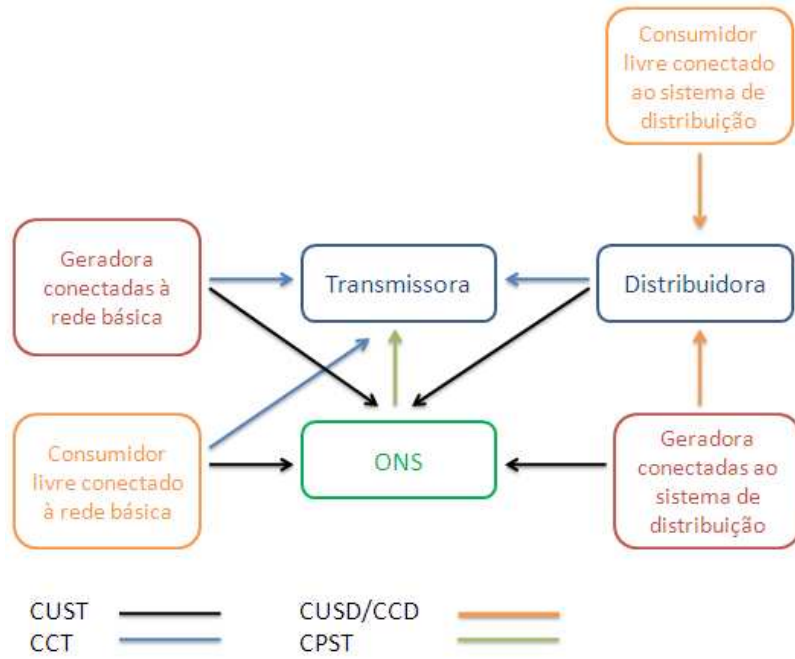 Consumidor
livre conectado
ao sistema de
distribuição
Geradora
conectadas à
rede básica
Transmissora
Distribuidora
Consumidor
livre conectado
à rede básica
ONS
Geradora
conectadas ao
sistema de
distribuição
CUST
CUSD/CCD
CCT
CPST